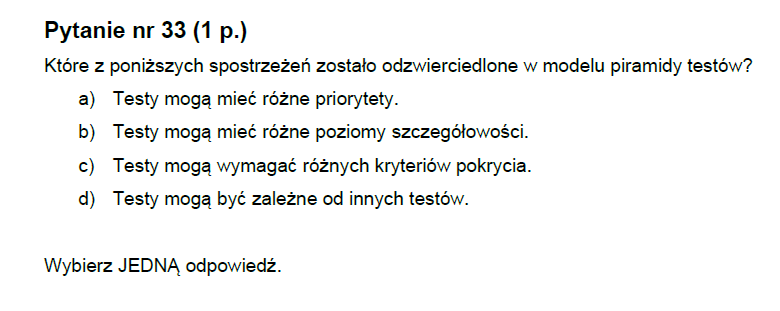 Pytanie nr 33 (1 p.)
Które z poniższych spostrzeżeń zostało odzwierciedlone w modelu piramidy testów?
a) Testy mogą mieć różne priorytety.
b) Testy mogą mieć różne poziomy szczegółowości.
c) Testy mogą wymagać różnych kryteriów pokrycia.
d) Testy mogą być zależne od innych testów.
Wybierz JEDNĄ odpowiedź.